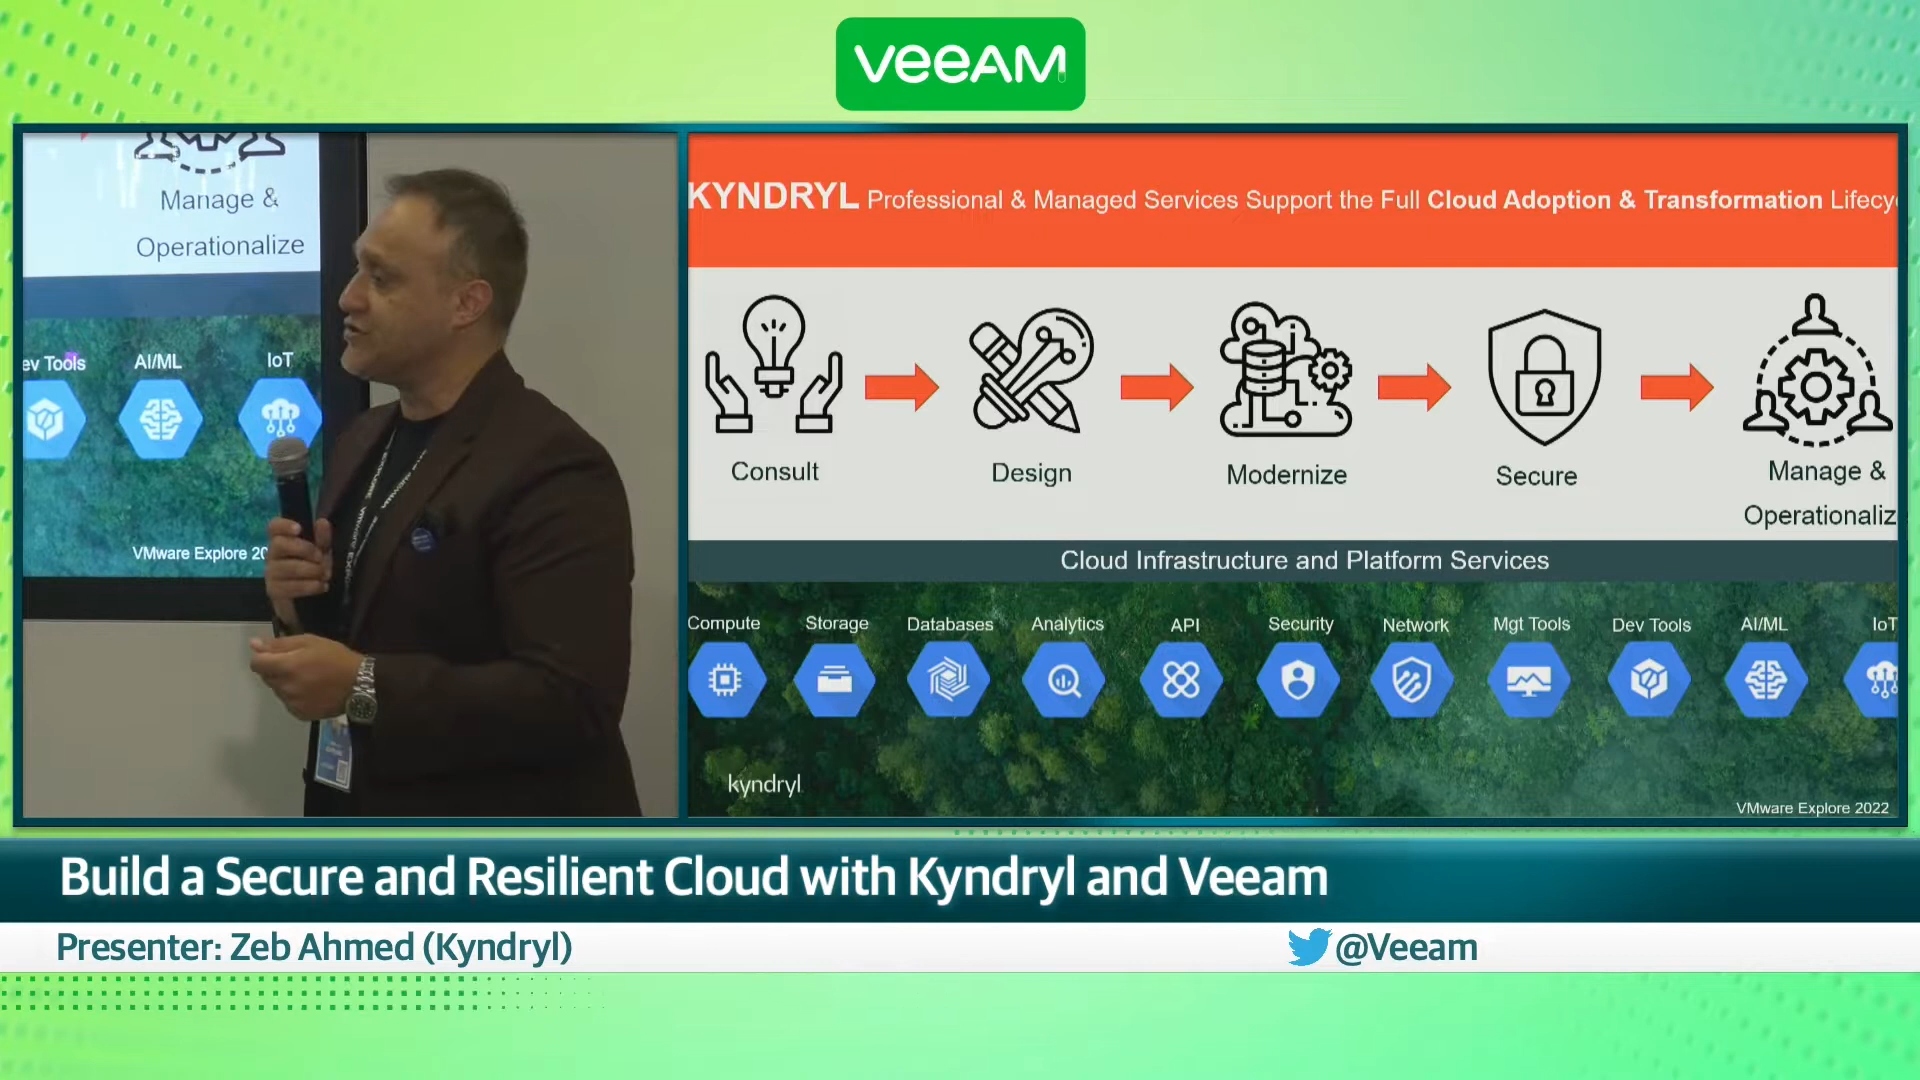 VEEAM
Manage &
Operationalize
ev Tools
AI/ML
IoT
VMware Explore 20
KYNDRYL Professional & Managed Services Support the Full Cloud Adoption & Transformation Lifecy
Consult
Design
Modernize
Secure
Manage &
Operationaliz
Cloud Infrastructure and Platform Services
Compute
Storage
Databases
Analytics
API
Security
Network
Mgt Tools
Dev Tools
AI/ML
IoT
kyndryl
VMware Explore 2022
Build a Secure and Resilient Cloud with Kyndryl and Veeam
Presenter: Zeb Ahmed (Kyndryl)
@Veeam